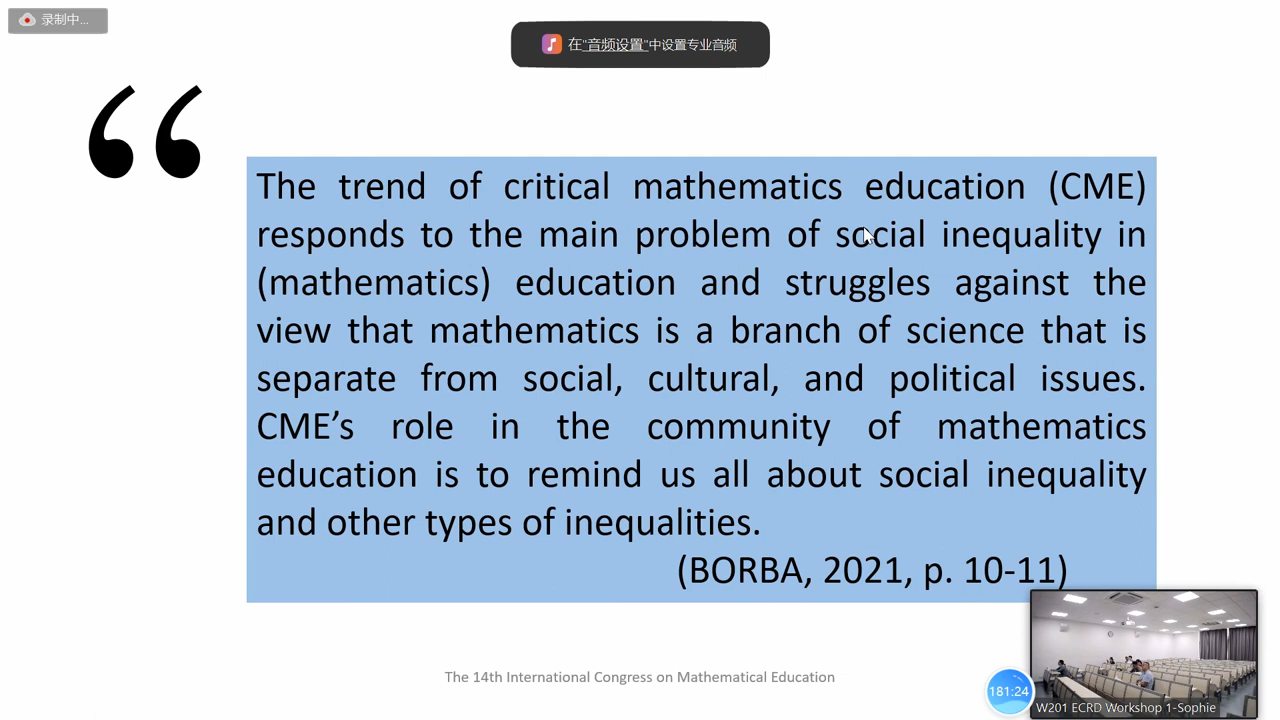 录制中...
在“音频设置”中设置专业音频
“
The trend of critical mathematics education (CME)
responds to the main problem of social inequality in
(mathematics) education and struggles against the
view that mathematics is a branch of science that is
separate from social, cultural, and political issues.
CME’s role in the community of mathematics
education is to remind us all about social inequality
and other types of inequalities.
(BORBA, 2021, p. 10-11)
The 14th International Congress on Mathematical Education
181:24
W201 ECRD Workshop 1-Sophie